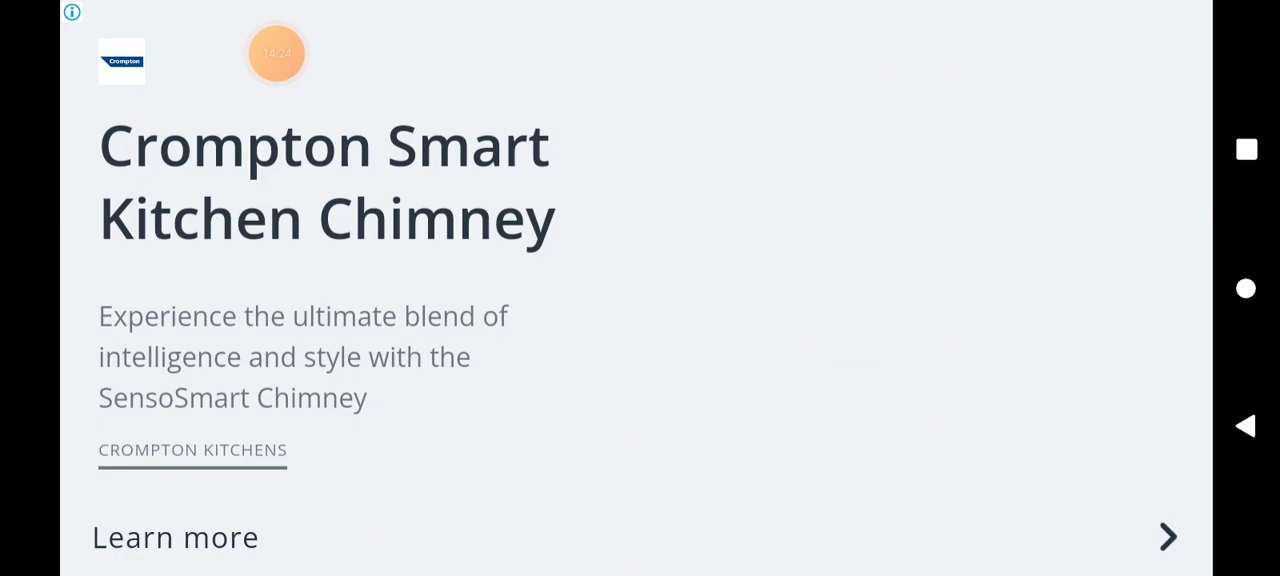 Crompton
14:24
Crompton Smart
Kitchen Chimney
Experience the ultimate blend of
intelligence and style with the
SensoSmart Chimney
CROMPTON KITCHENS
Learn more